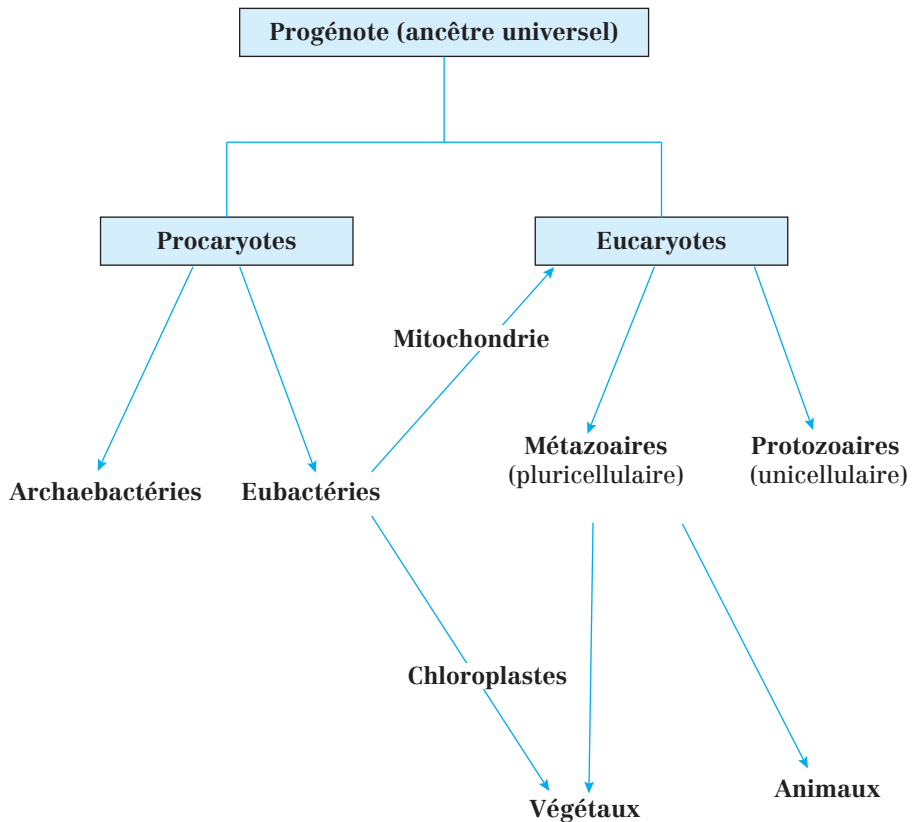 Progénote (ancêtre universel)
Procaryotes
Eucaryotes
Mitochondrie
Archaebactéries
Eubactéries
Métazoaires
(pluricellulaire)
Protozoaires
(unicellulaire)
Chloroplastes
Végétaux
Animaux